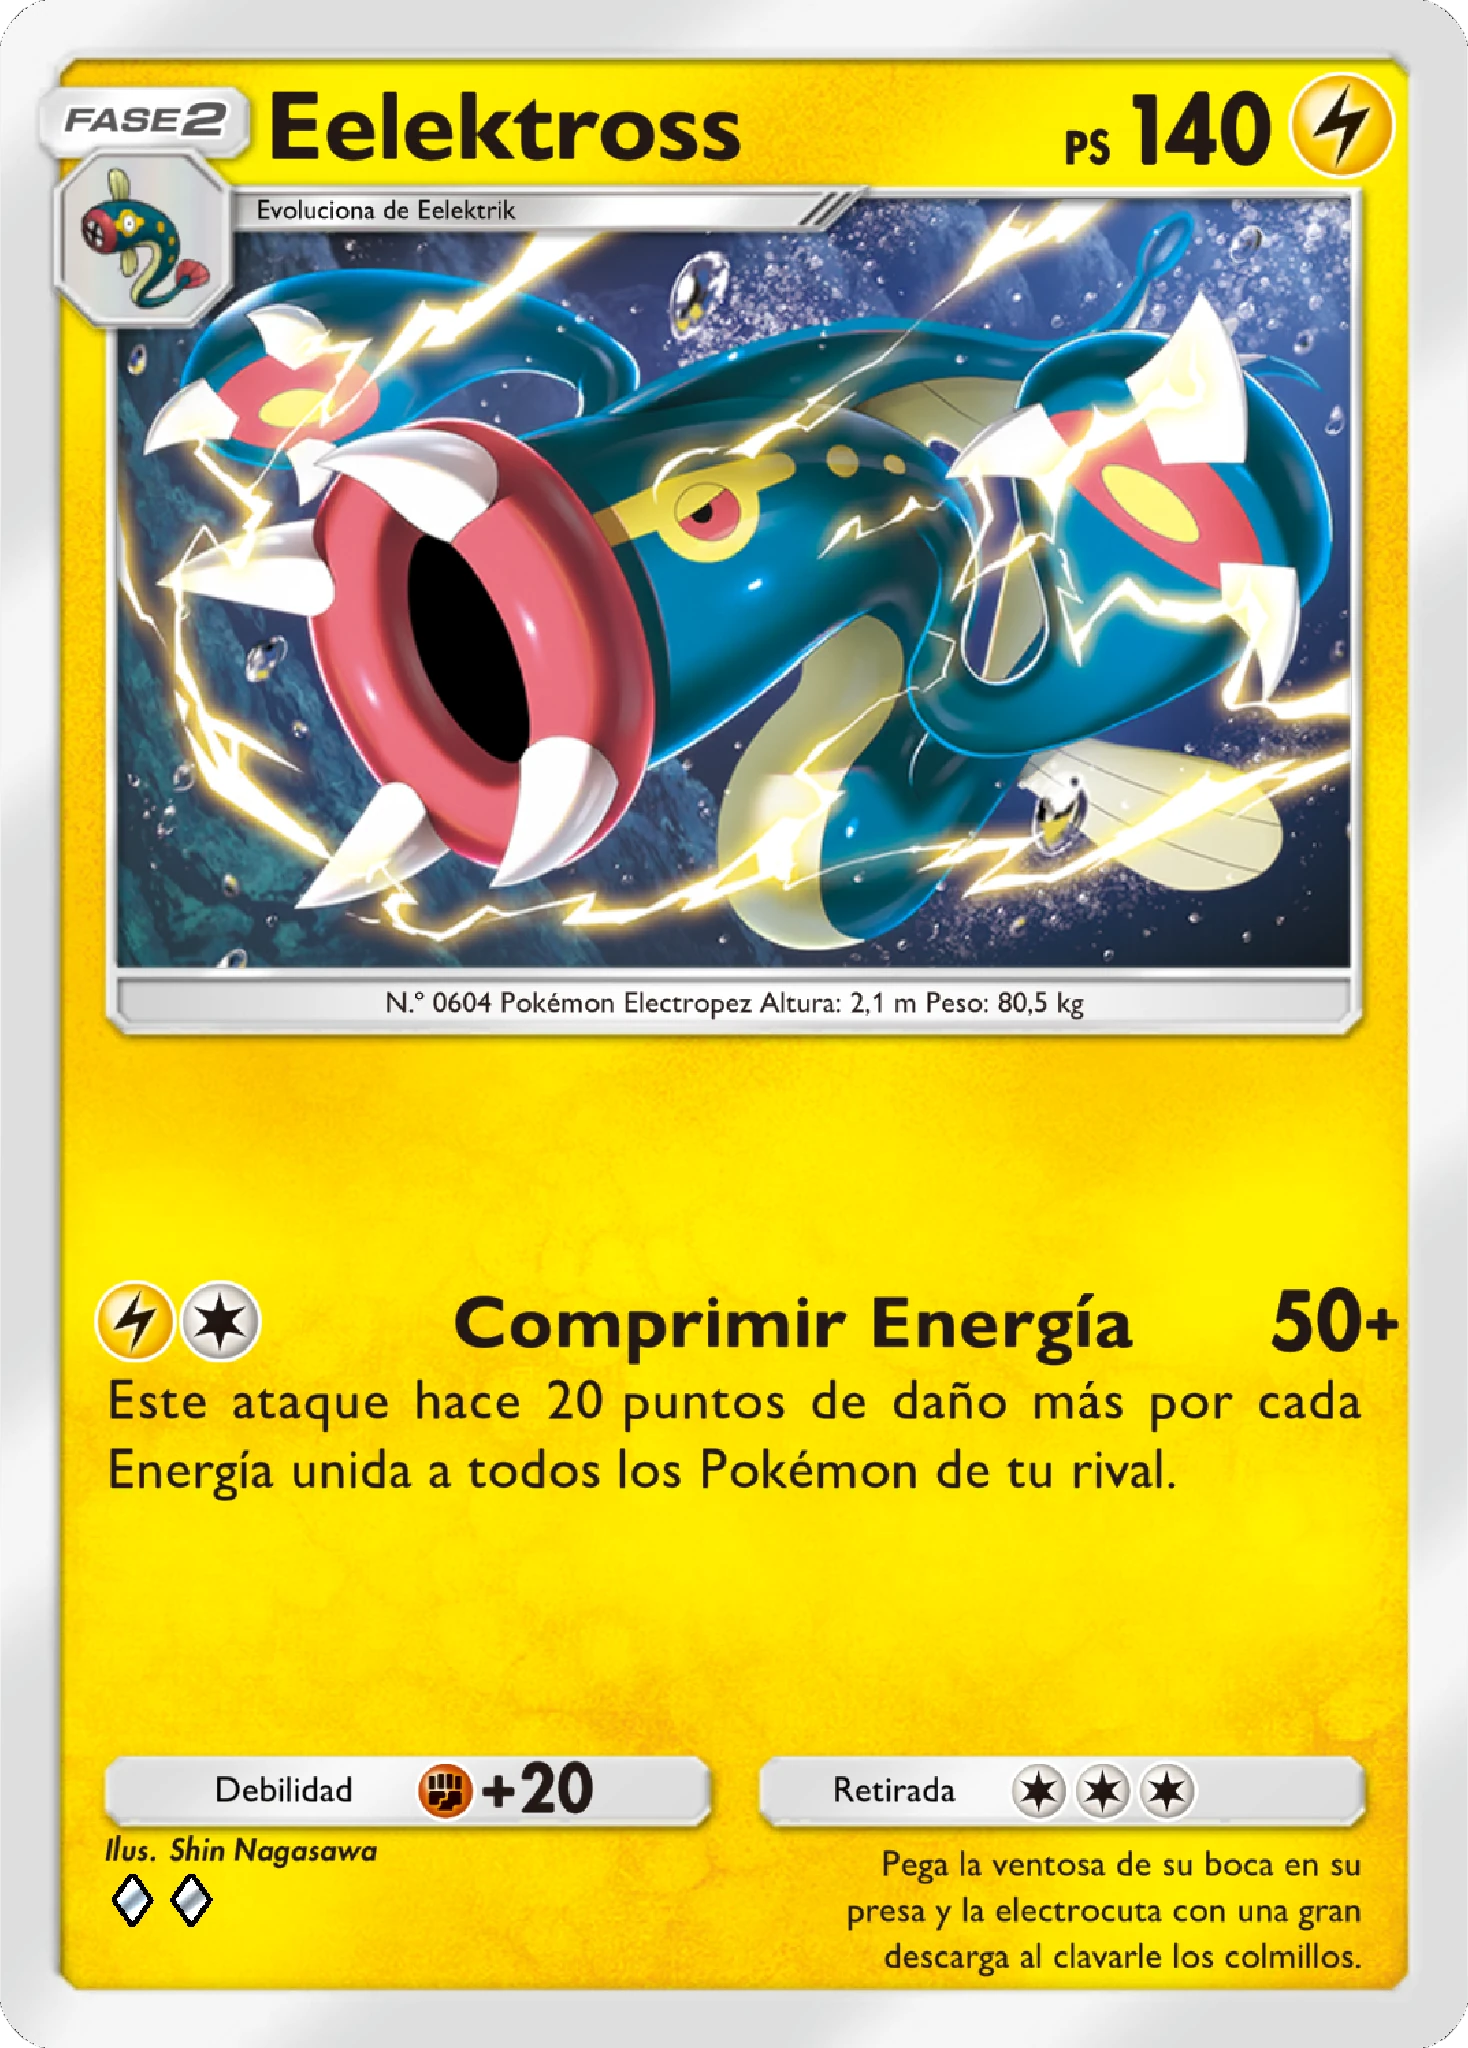 FASE2
Eelektross
PS 140
Evoluciona de Eelektrik
N.º 0604 Pokémon Electropez Altura: 2,1 m Peso: 80,5 kg
Comprimir Energía 50+
Este ataque hace 20 puntos de daño más por cada
Energía unida a todos los Pokémon de tu rival.
Debilidad +20
Retirada
Ilus. Shin Nagasawa
Pega la ventosa de su boca en su
presa y la electrocuta con una gran
descarga al clavarle los colmillos.